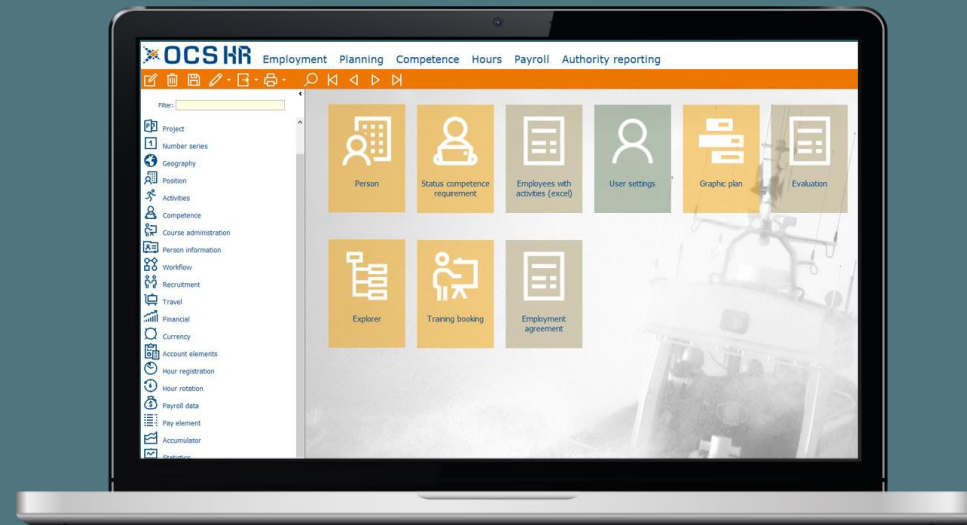 OCS HR Employment Planning Competence Hours Payroll Authority reporting
Filter:
Project
Number series
Geography
Position
Activities
Competence
Course administration
Person information
Workflow
Recruitment
Travel
Financial
Currency
Account elements
Hour registration
Hour rotation
Payroll data
Pay element
Accumulator
Statistics
Person
Status competence
requirement
Employees with
activities (excel)
User settings
Graphic plan
Evaluation
Explorer
Training booking
Employment
agreement